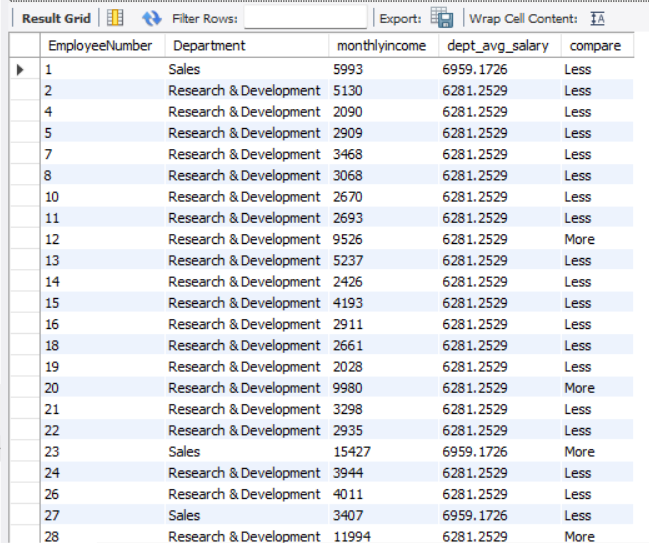 Result Grid Filter Rows: Export: Wrap Cell Content: IA
EmployeeNumber Department monthlyincome dept_avg_salary compare
1 Sales 5993 6959.1726 Less
2 Research & Development 5130 6281.2529 Less
4 Research & Development 2090 6281.2529 Less
5 Research & Development 2909 6281.2529 Less
7 Research & Development 3468 6281.2529 Less
8 Research & Development 3068 6281.2529 Less
10 Research & Development 2670 6281.2529 Less
11 Research & Development 2693 6281.2529 Less
12 Research & Development 9526 6281.2529 More
13 Research & Development 5237 6281.2529 Less
14 Research & Development 2426 6281.2529 Less
15 Research & Development 4193 6281.2529 Less
16 Research & Development 2911 6281.2529 Less
18 Research & Development 2661 6281.2529 Less
19 Research & Development 2028 6281.2529 Less
20 Research & Development 9980 6281.2529 More
21 Research & Development 3298 6281.2529 Less
22 Research & Development 2935 6281.2529 Less
23 Sales 15427 6959.1726 More
24 Research & Development 3944 6281.2529 Less
26 Research & Development 4011 6281.2529 Less
27 Sales 3407 6959.1726 Less
28 Research & Development 11994 6281.2529 More